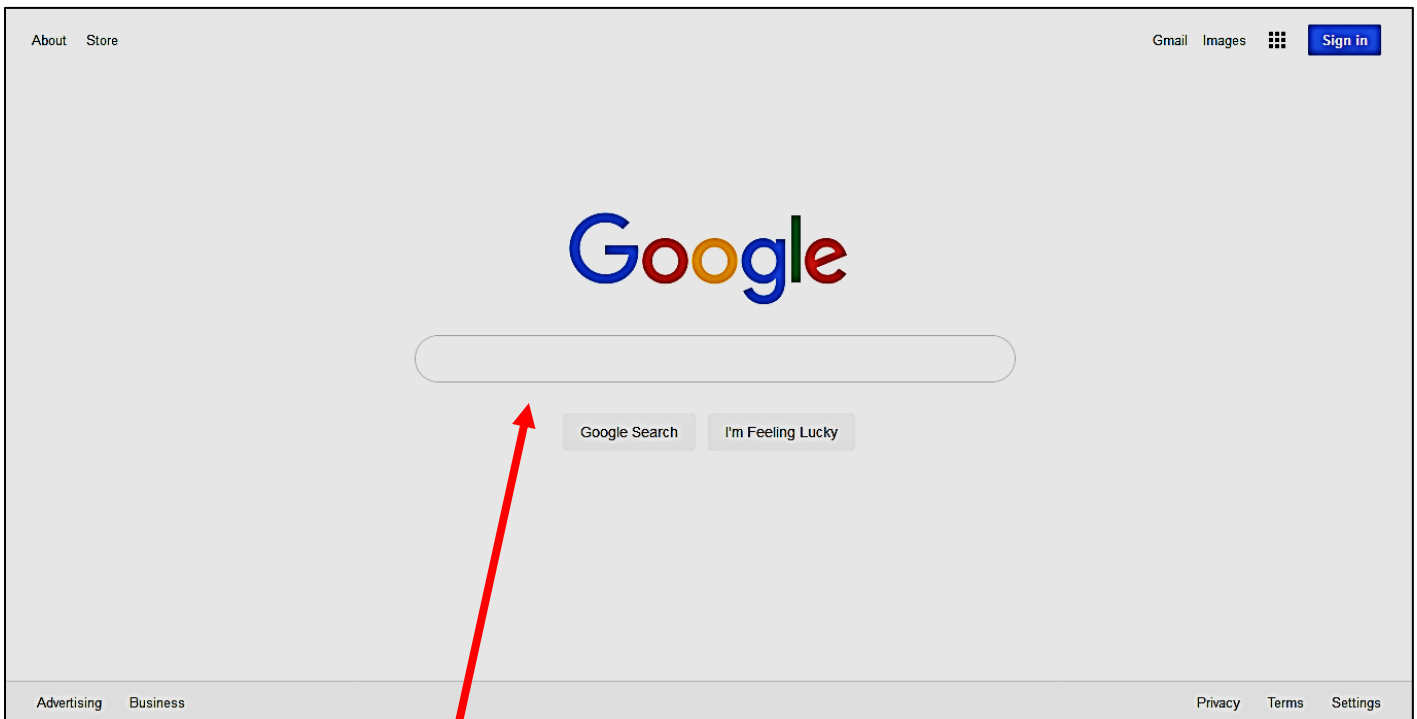 About Store Gmail Images Sign in
Google
Google Search I'm Feeling Lucky
Advertising Business Privacy Terms Settings